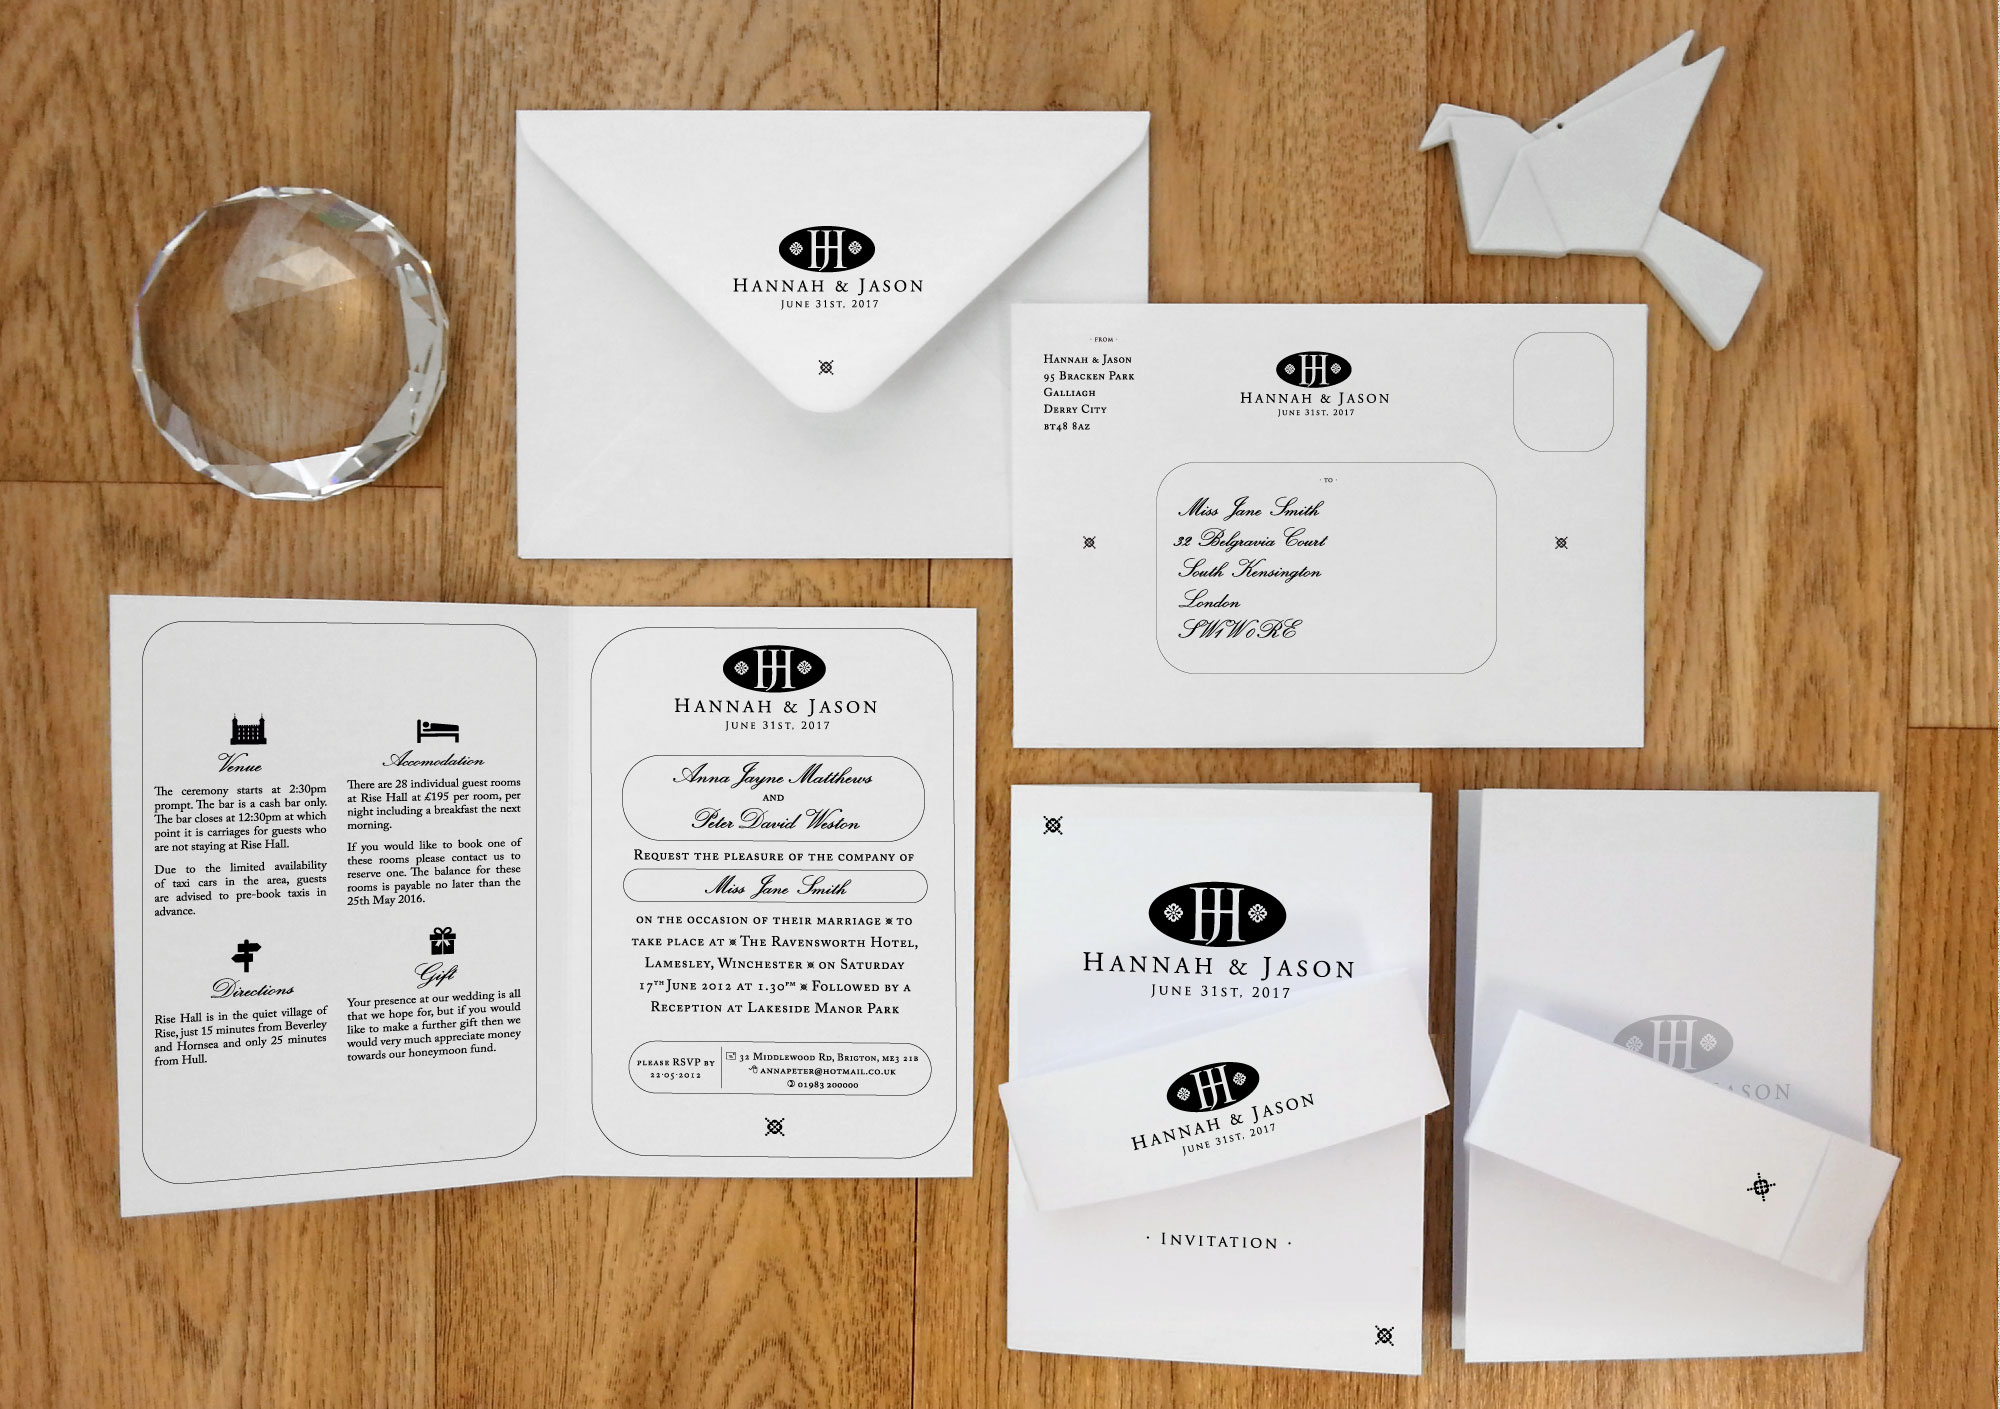 HJ
Hannah & Jason
June 31st, 2017
· From ·
Hannah & Jason
95 Bracken Park
Galliagh
Derry City
BT48 8AZ
HJ
Hannah & Jason
June 31st, 2017
· To ·
Miss Jane Smith
32 Belgravia Court
South Kensington
London
SW1W 0RE
Venue
The ceremony starts at 2:30pm
prompt. The bar is a cash bar only.
The bar closes at 12:30pm at which
point it is carriages for guests who
are not staying at Rise Hall.
Due to the limited availability
of taxi cars in the area, guests
are advised to pre-book taxis in
advance.
Accomodation
There are 28 individual guest rooms
at Rise Hall at £195 per room, per
night including a breakfast the next
morning.
If you would like to book one of
these rooms please contact us to
reserve one. The balance for these
rooms is payable no later than the
25th May 2016.
Directions
Rise Hall is in the quiet village of
Rise, just 15 minutes from Beverley
and Hornsea and only 25 minutes
from Hull.
Gift
Your presence at our wedding is all
that we hope for, but if you would
like to make a further gift then we
would very much appreciate money
towards our honeymoon fund.
HJ
Hannah & Jason
June 31st, 2017
Anna Jayne Matthews
and
Peter David Weston
Request the pleasure of the company of
Miss Jane Smith
on the occasion of their marriage to
take place at The Ravensworth Hotel,
Lamesley, Winchester on Saturday
17th June 2012 at 1.30pm Followed by a
Reception at Lakeside Manor Park
please RSVP by
22·05·2012
32 Middlewood Rd, Brigton, ME3 21B
annapeter@hotmail.co.uk
01983 200000
HJ
Hannah & Jason
June 31st, 2017
HJ
Hannah & Jason
June 31st, 2017
· Invitation ·
HJ
ason